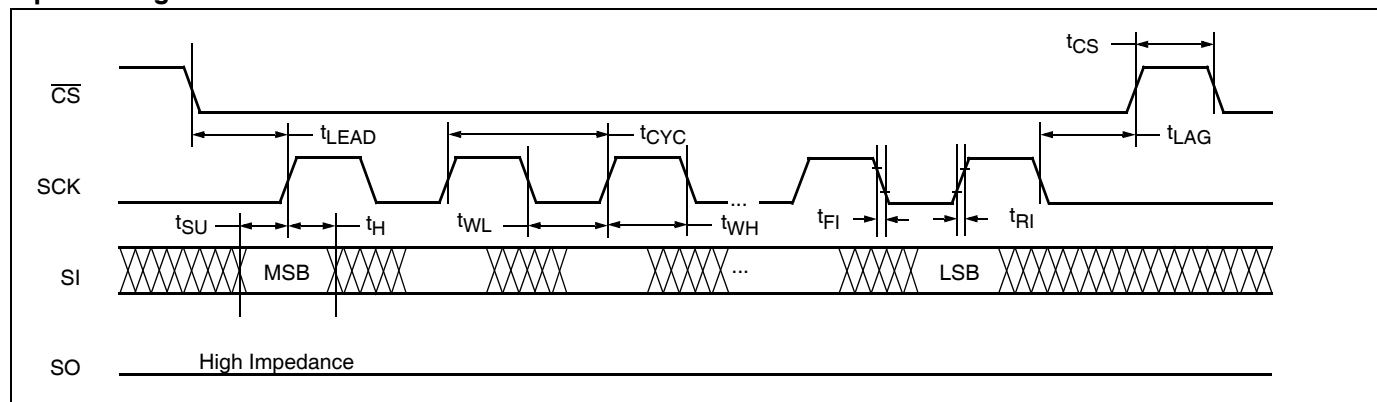 tCS
CS
tLEAD
tCYC
tLAG
SCK
...
tSU
tH
tWL
tWH
tFI
tRI
SI
MSB
...
LSB
SO
High Impedance